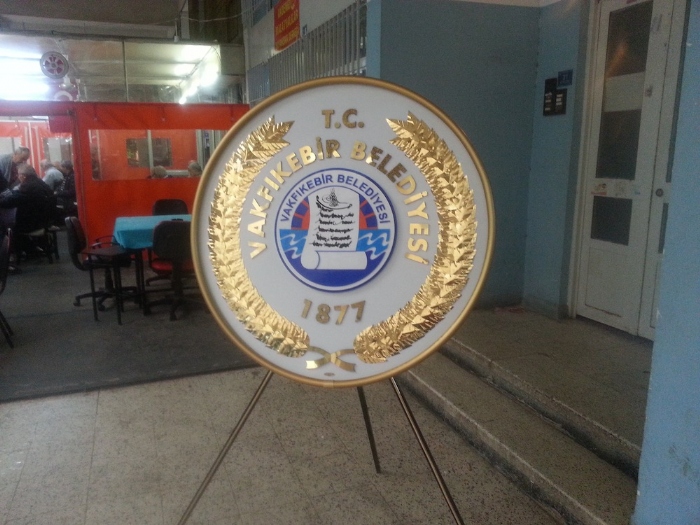 T.C.
VAKFIKEBİR BELEDİYESİ
VAKFIKEBİR BELEDİYESİ
1877